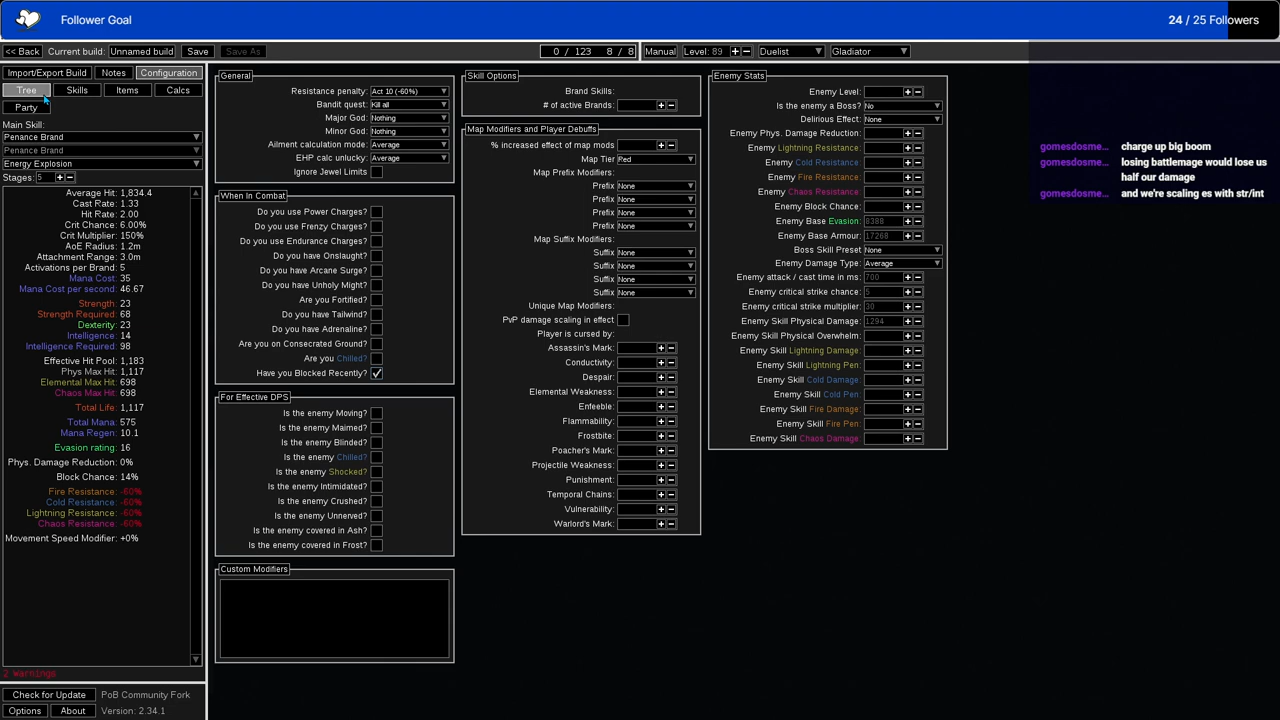 Follower Goal
24 / 25 Followers
<< Back
Current build:
Unnamed build
Save
Save As
0 / 123 8 / 8
Manual
Level: 89
+
−
Duelist
Gladiator
Import/Export Build
Notes
Configuration
Tree
Skills
Items
Calcs
Party
Main Skill:
Penance Brand
Penance Brand
Energy Explosion
Stages: 5 + −
Average Hit: 1,834.4
Cast Rate: 1.33
Hit Rate: 2.00
Crit Chance: 6.00%
Crit Multiplier: 150%
AoE Radius: 1.2m
Attachment Range: 3.0m
Activations per Brand: 5
Mana Cost: 35
Mana Cost per second: 46.67
Strength: 23
Strength Required: 68
Dexterity: 23
Intelligence: 14
Intelligence Required: 98
Effective Hit Pool: 1,183
Phys Max Hit: 1,117
Elemental Max Hit: 698
Chaos Max Hit: 698
Total Life: 1,117
Total Mana: 575
Mana Regen: 10.1
Evasion rating: 16
Phys. Damage Reduction: 0%
Block Chance: 14%
Fire Resistance: -60%
Cold Resistance: -60%
Lightning Resistance: -60%
Chaos Resistance: -60%
Movement Speed Modifier: +0%
2 Warnings
Check for Update
PoB Community Fork
Options
About
Version: 2.34.1
General
Resistance penalty: Act 10 (-60%)
Bandit quest: Kill all
Major God: Nothing
Minor God: Nothing
Ailment calculation mode: Average
EHP calc unlucky: Average
Ignore Jewel Limits
When In Combat
Do you use Power Charges?
Do you use Frenzy Charges?
Do you use Endurance Charges?
Do you have Onslaught?
Do you have Arcane Surge?
Do you have Unholy Might?
Are you Fortified?
Do you have Tailwind?
Do you have Adrenaline?
Are you on Consecrated Ground?
Are you Chilled?
Have you Blocked Recently?
For Effective DPS
Is the enemy Moving?
Is the enemy Maimed?
Is the enemy Blinded?
Is the enemy Chilled?
Is the enemy Shocked?
Is the enemy Intimidated?
Is the enemy Crushed?
Is the enemy Unnerved?
Is the enemy covered in Ash?
Is the enemy covered in Frost?
Custom Modifiers
Skill Options
Brand Skills:
# of active Brands: + −
Map Modifiers and Player Debuffs
% increased effect of map mods + −
Map Tier Red
Map Prefix Modifiers:
Prefix None
Prefix None
Prefix None
Prefix None
Map Suffix Modifiers:
Suffix None
Suffix None
Suffix None
Suffix None
Unique Map Modifiers:
PvP damage scaling in effect
Player is cursed by:
Assassin's Mark: + −
Conductivity: + −
Despair: + −
Elemental Weakness: + −
Enfeeble: + −
Flammability: + −
Frostbite: + −
Poacher's Mark: + −
Projectile Weakness: + −
Punishment: + −
Temporal Chains: + −
Vulnerability: + −
Warlord's Mark: + −
Enemy Stats
Enemy Level: + −
Is the enemy a Boss? No
Delirious Effect: None
Enemy Phys. Damage Reduction: + −
Enemy Lightning Resistance: + −
Enemy Cold Resistance: + −
Enemy Fire Resistance: + −
Enemy Chaos Resistance: + −
Enemy Block Chance: + −
Enemy Base Evasion: 8388 + −
Enemy Base Armour: 17268 + −
Boss Skill Preset None
Enemy Damage Type: Average
Enemy attack / cast time in ms: 700 + −
Enemy critical strike chance: 5 + −
Enemy critical strike multiplier: 30 + −
Enemy Skill Physical Damage: 1294 + −
Enemy Skill Physical Overwhelm: + −
Enemy Skill Lightning Damage: + −
Enemy Skill Lightning Pen: + −
Enemy Skill Cold Damage: + −
Enemy Skill Cold Pen: + −
Enemy Skill Fire Damage: + −
Enemy Skill Fire Pen: + −
Enemy Skill Chaos Damage: + −
gomesdosme... charge up big boom
gomesdosme... losing battlemage would lose us
half our damage
gomesdosme... and we're scaling es with str/int